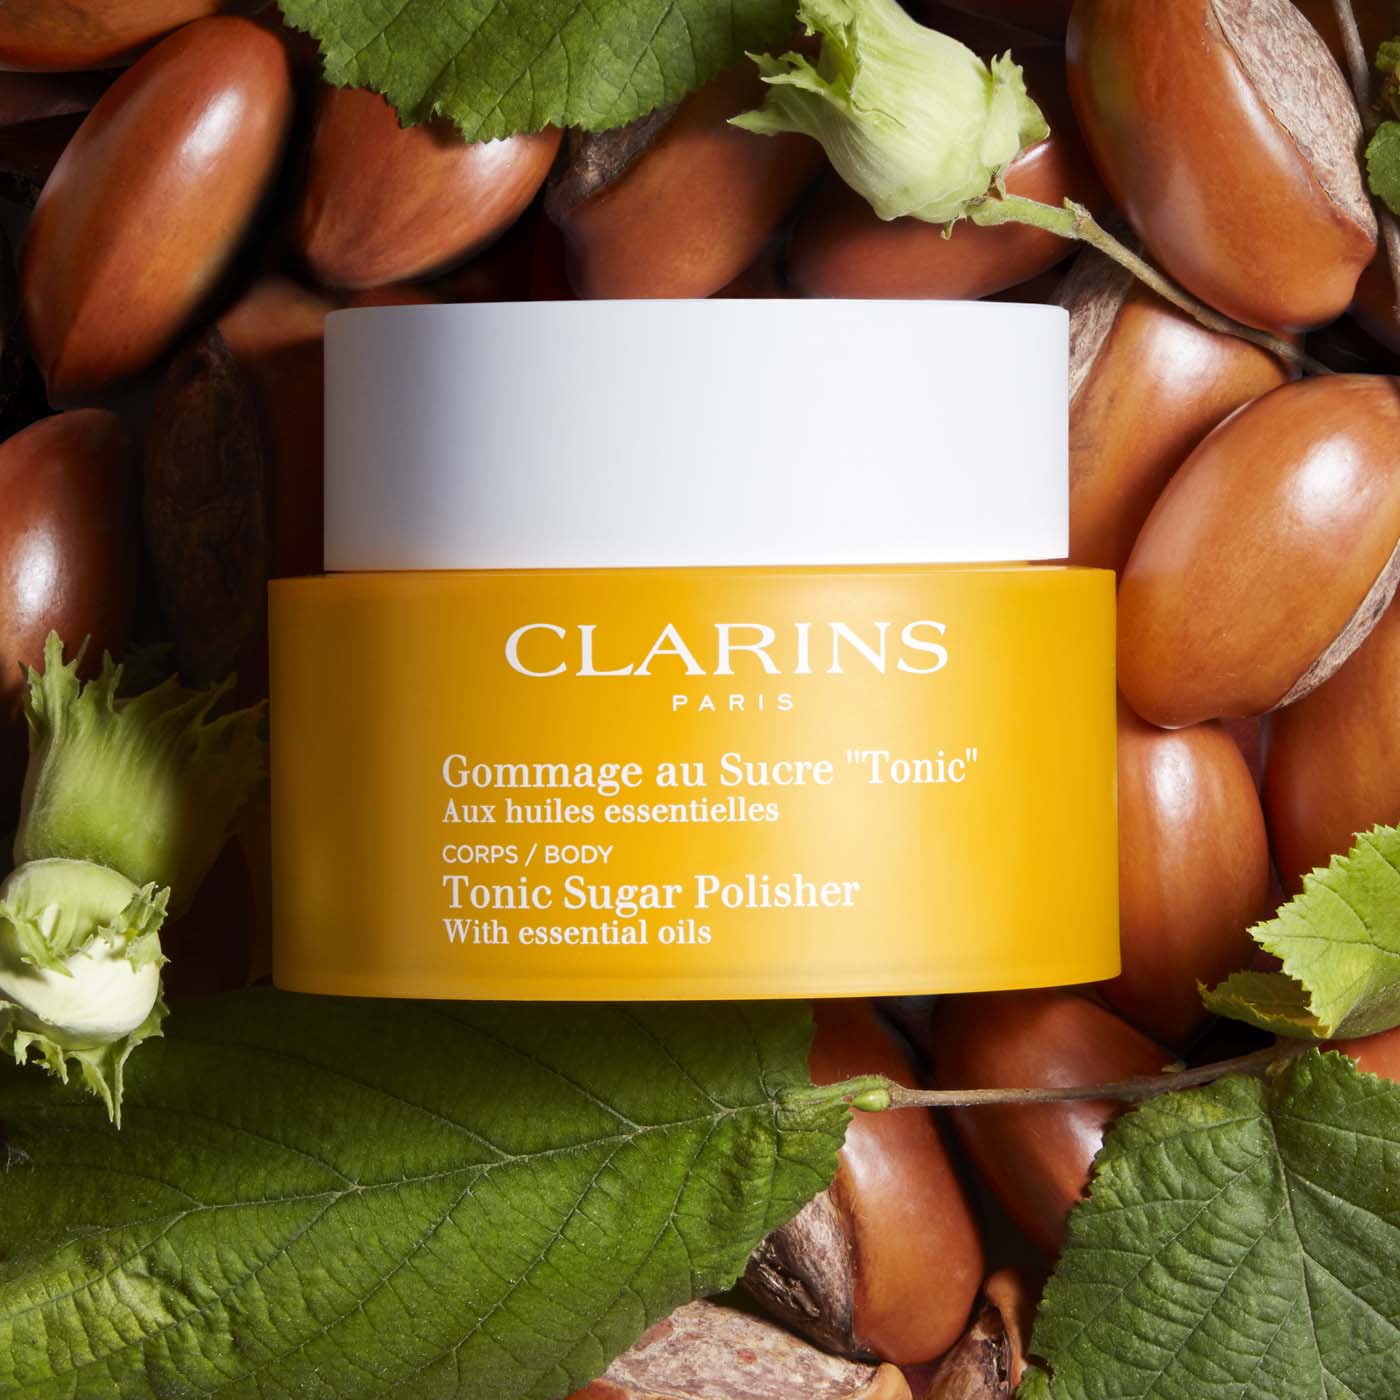 CLARINS
PARIS
Gommage au Sucre "Tonic"
Aux huiles essentielles
CORPS / BODY
Tonic Sugar Polisher
With essential oils